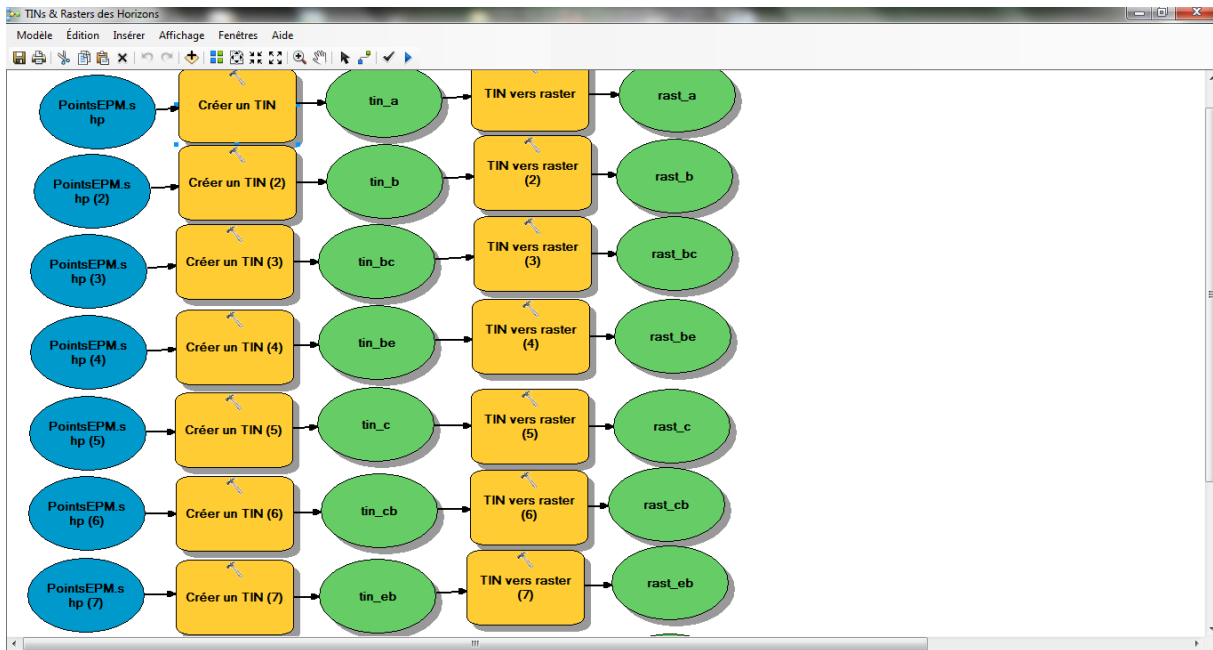 TINs & Rasters des Horizons
Modèle Édition Insérer Affichage Fenêtres Aide
PointsEPM.s
hp
Créer un TIN
tin_a
TIN vers raster
rast_a
PointsEPM.s
hp (2)
Créer un TIN (2)
tin_b
TIN vers raster
(2)
rast_b
PointsEPM.s
hp (3)
Créer un TIN (3)
tin_bc
TIN vers raster
(3)
rast_bc
PointsEPM.s
hp (4)
Créer un TIN (4)
tin_be
TIN vers raster
(4)
rast_be
PointsEPM.s
hp (5)
Créer un TIN (5)
tin_c
TIN vers raster
(5)
rast_c
PointsEPM.s
hp (6)
Créer un TIN (6)
tin_cb
TIN vers raster
(6)
rast_cb
PointsEPM.s
hp (7)
Créer un TIN (7)
tin_eb
TIN vers raster
(7)
rast_eb